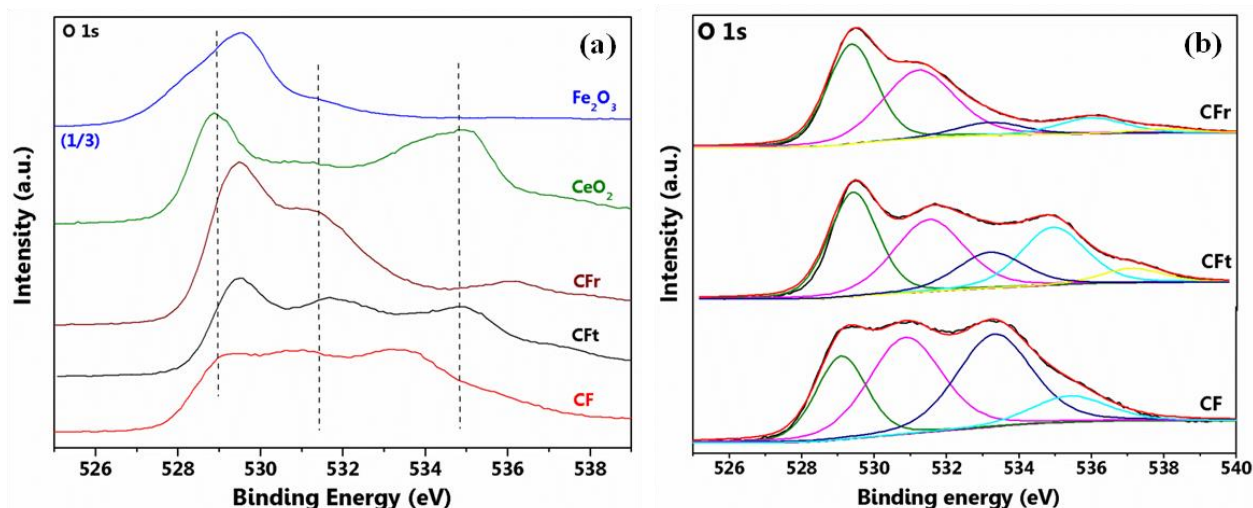 O 1s
(a)
Fe₂O₃
(1/3)
CeO₂
CFr
CFt
CF
Intensity (a.u.)
526 528 530 532 534 536 538
Binding Energy (eV)
O 1s
(b)
CFr
CFt
CF
Intensity (a.u.)
526 528 530 532 534 536 538 540
Binding energy (eV)